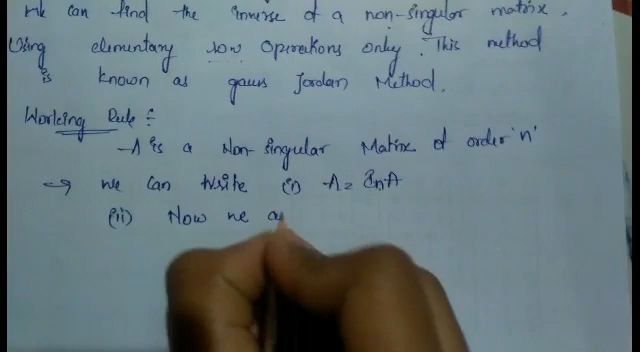 We can find the inverse of a non-singular matrix.
Using elementary row operations only. This method
is known as gauss Jordan Method.
Working Rule :
A is a Non-singular Matrix of order 'n'
→ we can write (i) A = InA
(ii) Now we a